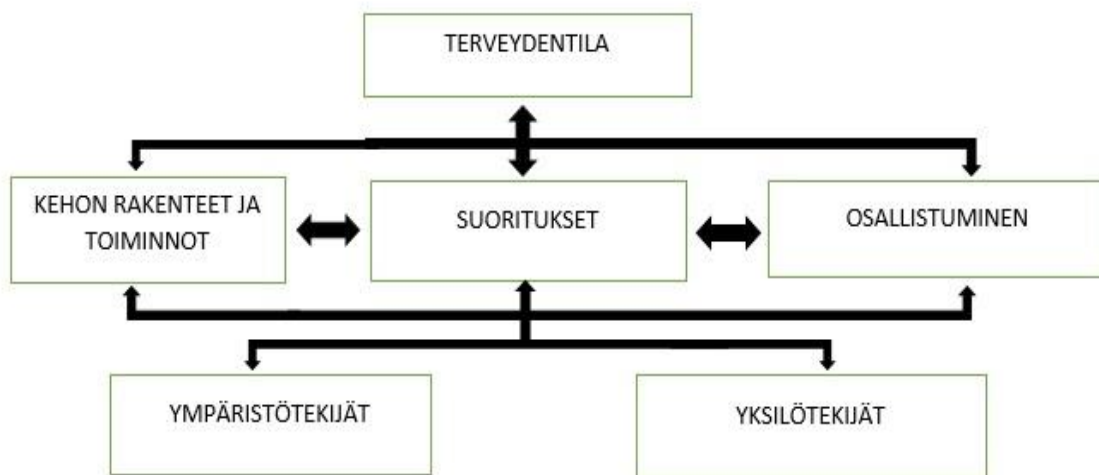 TERVEYDENTILA
KEHON RAKENTEET JA
TOIMINNOT
SUORITUKSET
OSALLISTUMINEN
YMPÄRISTÖTEKIJÄT
YKSILÖTEKIJÄT